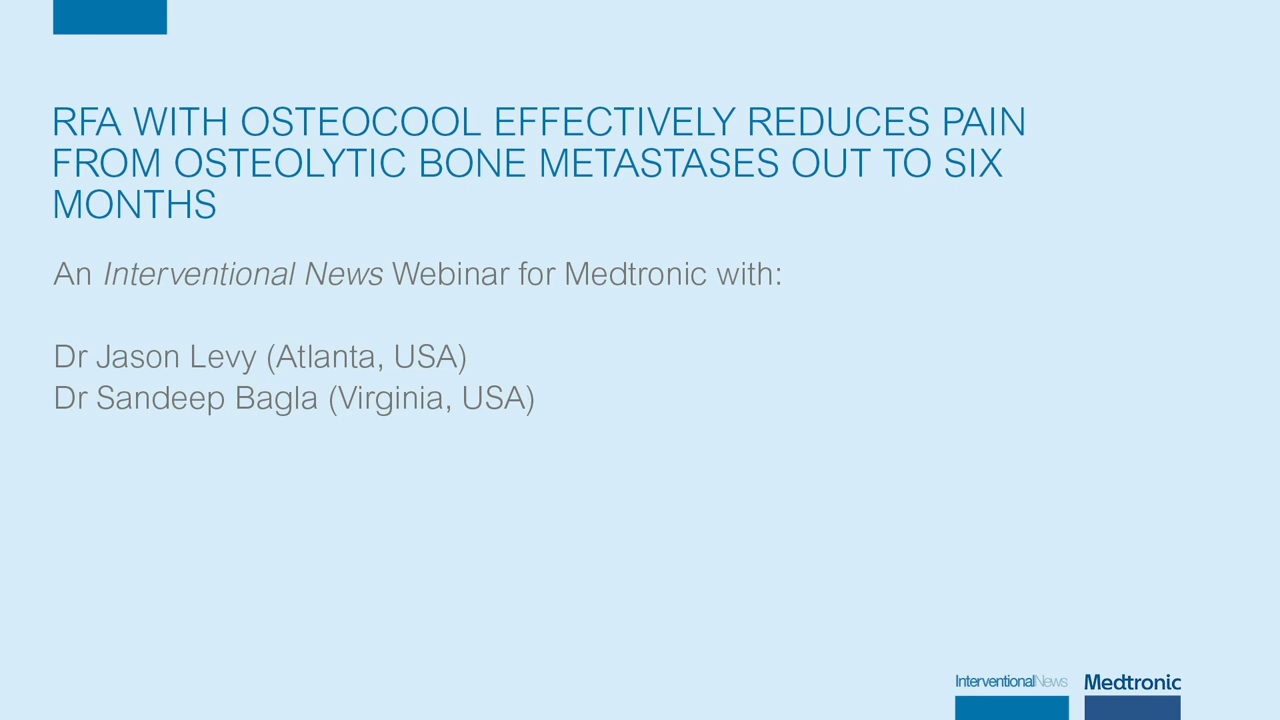 RFA WITH OSTEOCOOL EFFECTIVELY REDUCES PAIN
FROM OSTEOLYTIC BONE METASTASES OUT TO SIX
MONTHS
An Interventional News Webinar for Medtronic with:
Dr Jason Levy (Atlanta, USA)
Dr Sandeep Bagla (Virginia, USA)
InterventionalNews
Medtronic